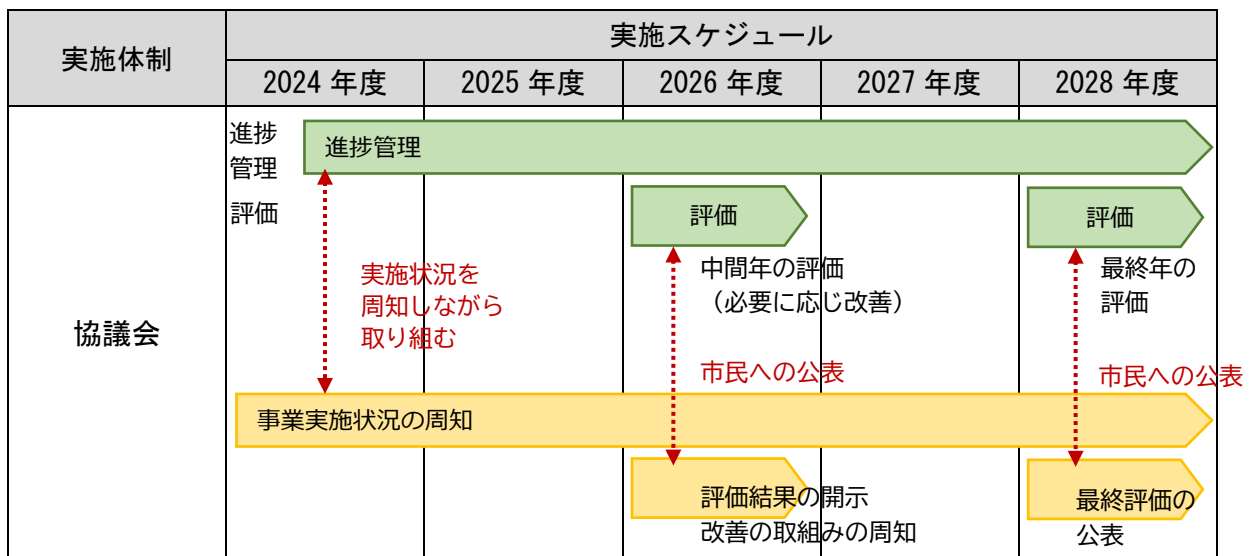 実施体制
実施スケジュール
2024 年度
2025 年度
2026 年度
2027 年度
2028 年度
協議会
進捗
管理
進捗管理
評価
評価
評価
実施状況を
周知しながら
取り組む
中間年の評価
（必要に応じ改善）
最終年の
評価
市民への公表
市民への公表
事業実施状況の周知
評価結果の開示
改善の取組みの周知
最終評価の
公表